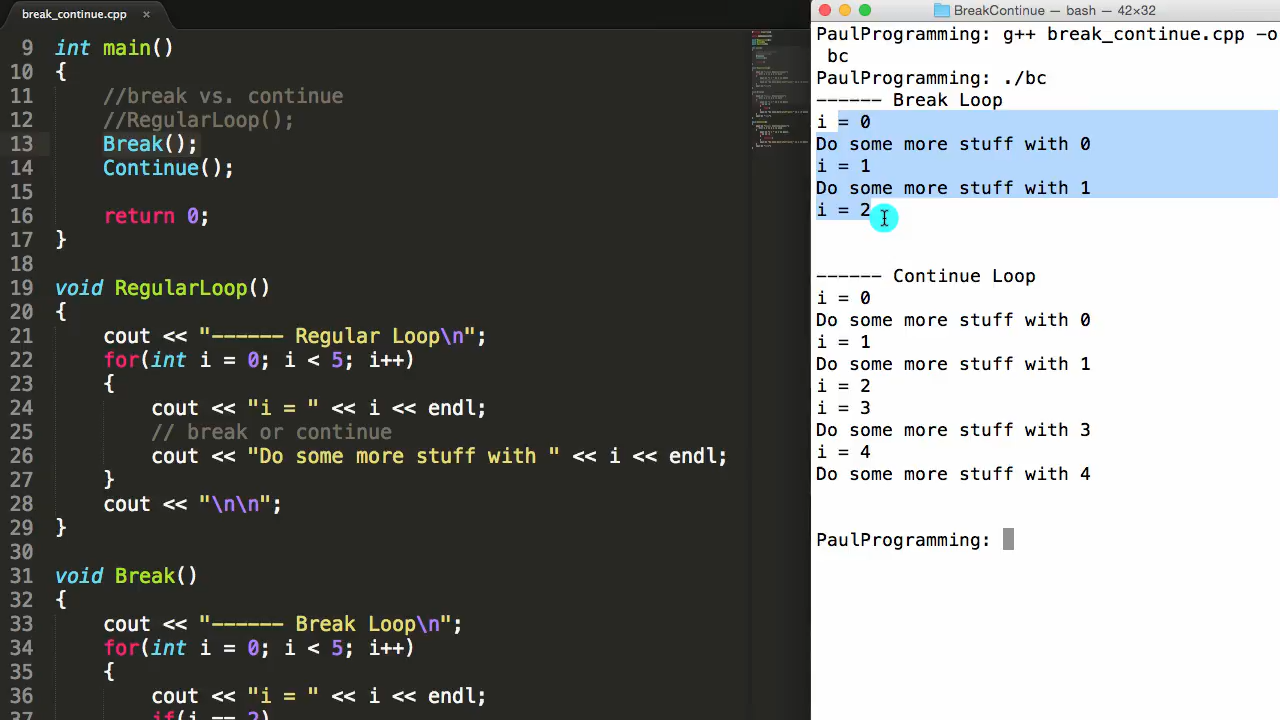 break_continue.cpp ×
9 int main()
10 {
11 //break vs. continue
12 //RegularLoop();
13 Break();
14 Continue();
15
16 return 0;
17 }
18
19 void RegularLoop()
20 {
21 cout << "------ Regular Loop\n";
22 for(int i = 0; i < 5; i++)
23 {
24 cout << "i = " << i << endl;
25 // break or continue
26 cout << "Do some more stuff with " << i << endl;
27 }
28 cout << "\n\n";
29 }
30
31 void Break()
32 {
33 cout << "------ Break Loop\n";
34 for(int i = 0; i < 5; i++)
35 {
36 cout << "i = " << i << endl;
37 if(i == 2)
BreakContinue — bash — 42×32
PaulProgramming: g++ break_continue.cpp -o
bc
PaulProgramming: ./bc
------ Break Loop
i = 0
Do some more stuff with 0
i = 1
Do some more stuff with 1
i = 2
------ Continue Loop
i = 0
Do some more stuff with 0
i = 1
Do some more stuff with 1
i = 2
i = 3
Do some more stuff with 3
i = 4
Do some more stuff with 4
PaulProgramming: